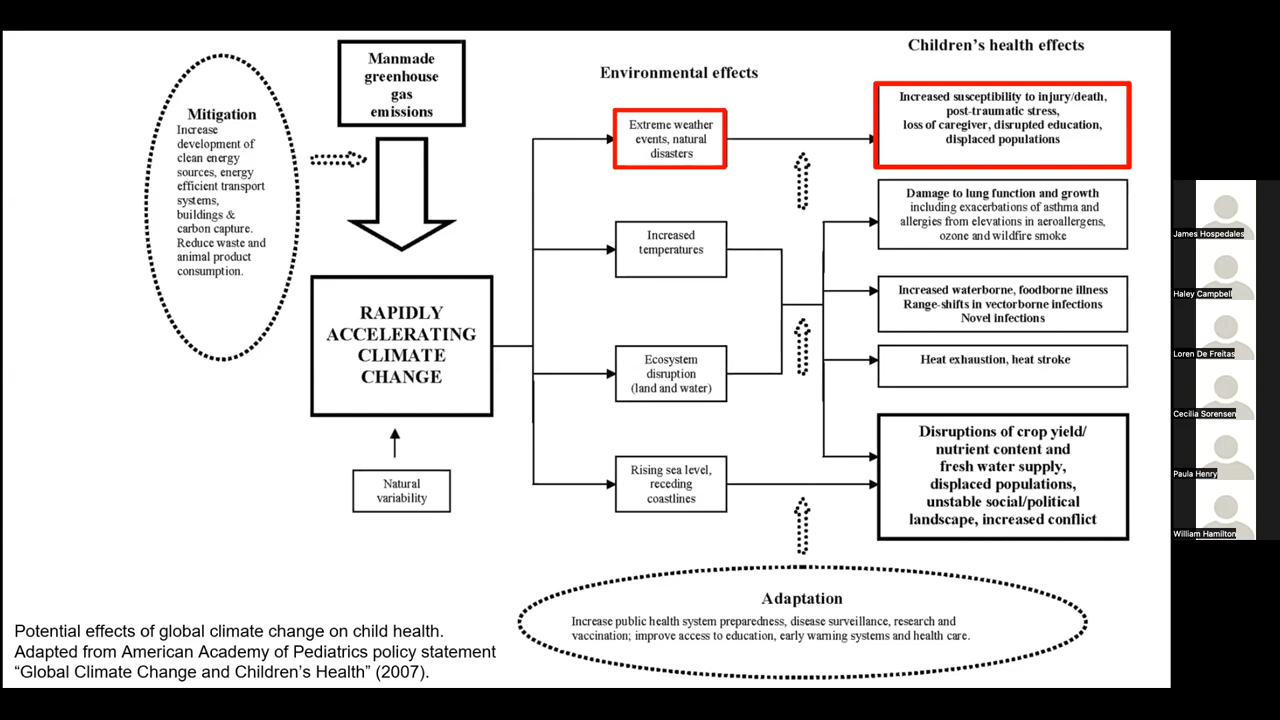 Manmade
greenhouse
gas
emissions
Mitigation
Increase
development of
clean energy
sources, energy
efficient transport
systems,
buildings &
carbon capture.
Reduce waste and
animal product
consumption.
RAPIDLY
ACCELERATING
CLIMATE
CHANGE
Natural
variability
Environmental effects
Extreme weather
events, natural
disasters
Increased
temperatures
Ecosystem
disruption
(land and water)
Rising sea level,
receding
coastlines
Children's health effects
Increased susceptibility to injury/death,
post-traumatic stress,
loss of caregiver, disrupted education,
displaced populations
Damage to lung function and growth
including exacerbations of asthma and
allergies from elevations in aeroallergens,
ozone and wildfire smoke
Increased waterborne, foodborne illness
Range-shifts in vectorborne infections
Novel infections
Heat exhaustion, heat stroke
Disruptions of crop yield/
nutrient content and
fresh water supply,
displaced populations,
unstable social/political
landscape, increased conflict
Adaptation
Increase public health system preparedness, disease surveillance, research and
vaccination; improve access to education, early warning systems and health care.
Potential effects of global climate change on child health.
Adapted from American Academy of Pediatrics policy statement
“Global Climate Change and Children’s Health” (2007).
James Hospedales
Haley Campbell
Loren De Freitas
Cecilia Sorensen
Paula Henry
William Hamilton